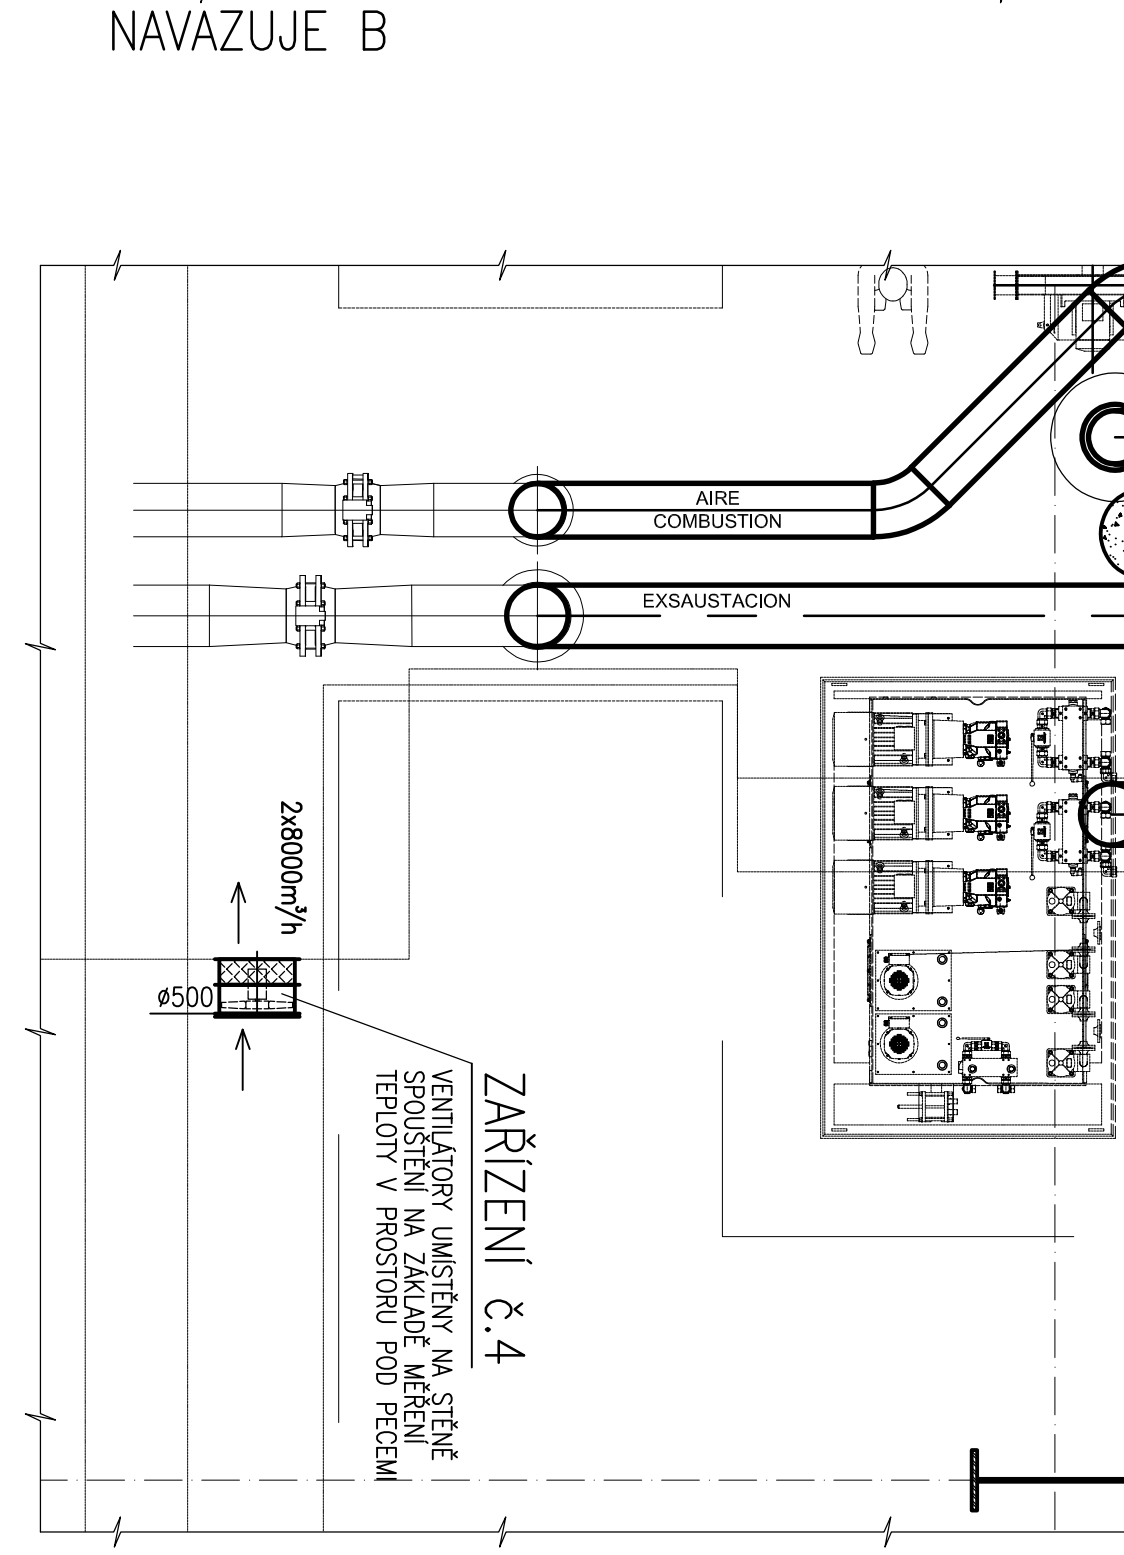 NAVAZUJE B
AIRE
COMBUSTION
EXSAUSTACION
2x8000m³/h
ø500
ZAŘÍZENÍ Č.4
VENTILÁTORY UMÍSTĚNY NA STĚNĚ
SPOUŠTĚNÍ NA ZÁKLADĚ MĚŘENÍ
TEPLOTY V PROSTORU POD PECEMI